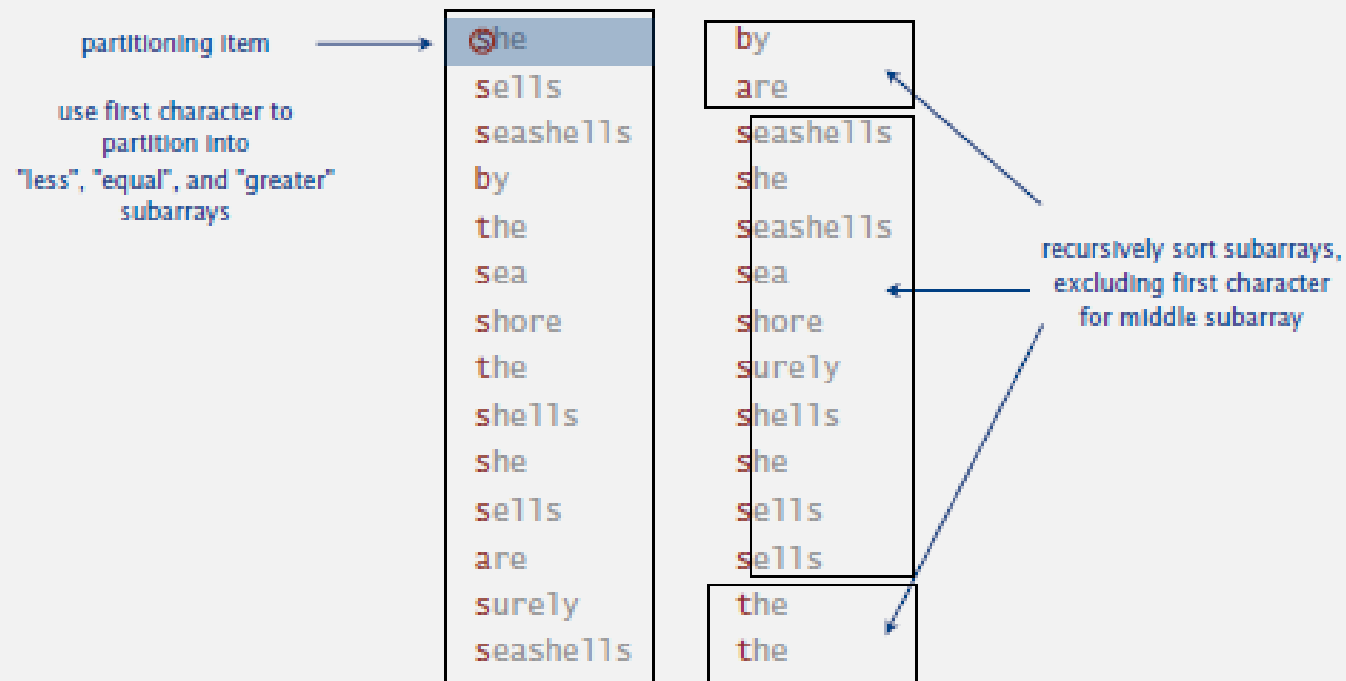 partitioning item
use first character to
partition into
"less", "equal", and "greater"
subarrays
she
sells
seashells
by
the
sea
shore
the
shells
she
sells
are
surely
seashells
by
are
seashells
she
seashells
sea
shore
surely
shells
she
sells
sells
the
the
recursively sort subarrays,
excluding first character
for middle subarray